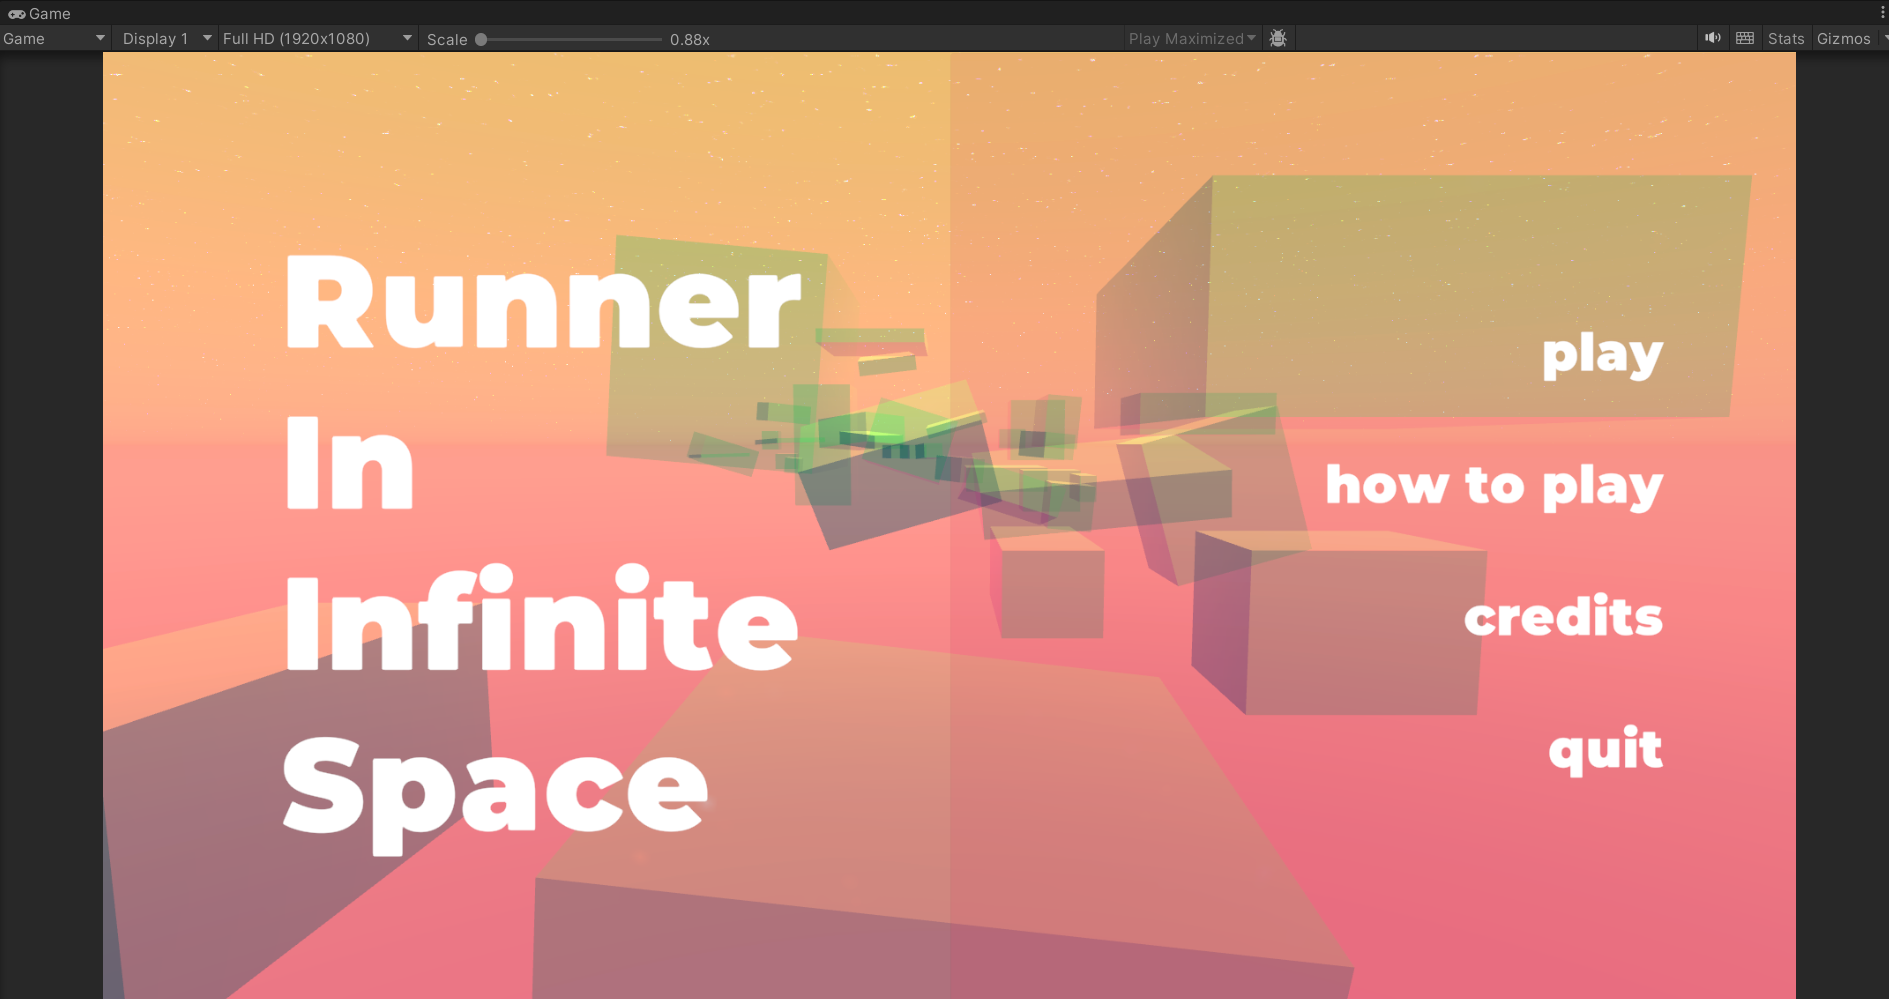 Game
Game Display 1 Full HD (1920x1080) Scale 0.88x Play Maximized Stats Gizmos
Runner
In
Infinite
Space
play
how to play
credits
quit